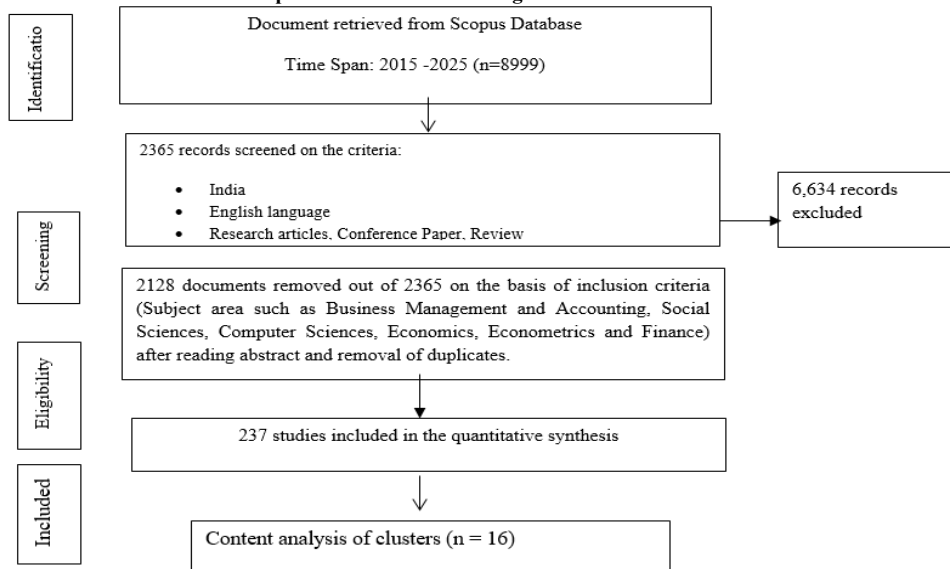 Document retrieved from Scopus Database
Time Span: 2015 -2025 (n=8999)
Identificatio
2365 records screened on the criteria:
• India
• English language
• Research articles, Conference Paper, Review
6,634 records
excluded
Screening
2128 documents removed out of 2365 on the basis of inclusion criteria
(Subject area such as Business Management and Accounting, Social
Sciences, Computer Sciences, Economics, Econometrics and Finance)
after reading abstract and removal of duplicates.
Eligibility
237 studies included in the quantitative synthesis
Included
Content analysis of clusters (n = 16)